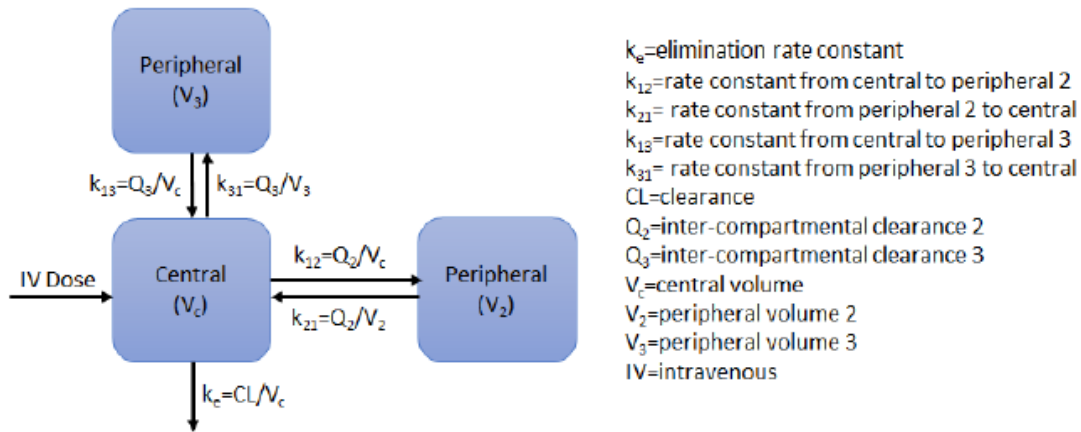 Peripheral
(V3)
k13=Q3/Vc
k31=Q3/V3
IV Dose
Central
(Vc)
k12=Q2/Vc
k21=Q2/V2
Peripheral
(V2)
ke=CL/Vc
ke=elimination rate constant
k12=rate constant from central to peripheral 2
k21= rate constant from peripheral 2 to central
k13=rate constant from central to peripheral 3
k31= rate constant from peripheral 3 to central
CL=clearance
Q2=inter-compartmental clearance 2
Q3=inter-compartmental clearance 3
Vc=central volume
V2=peripheral volume 2
V3=peripheral volume 3
IV=intravenous